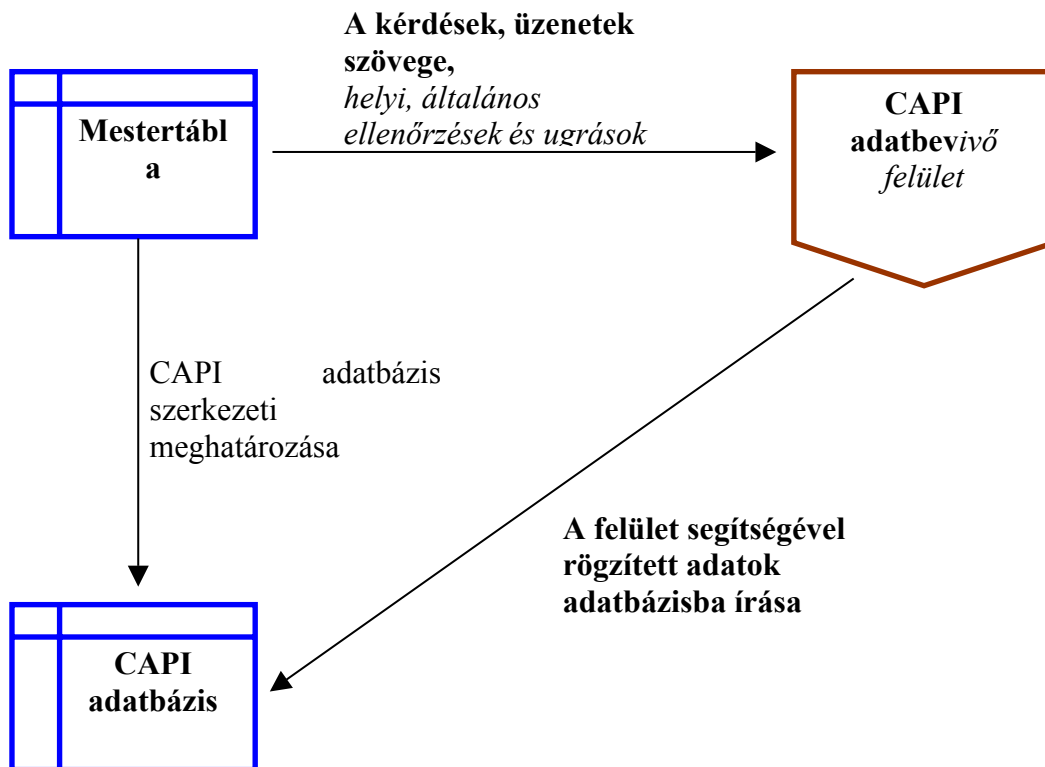 A kérdések, üzenetek
szövege,
helyi, általános
ellenőrzések és ugrások
Mestertábl
a
CAPI
adatbevivő
felület
CAPI adatbázis
szerkezeti
meghatározása
A felület segítségével
rögzített adatok
adatbázisba írása
CAPI
adatbázis